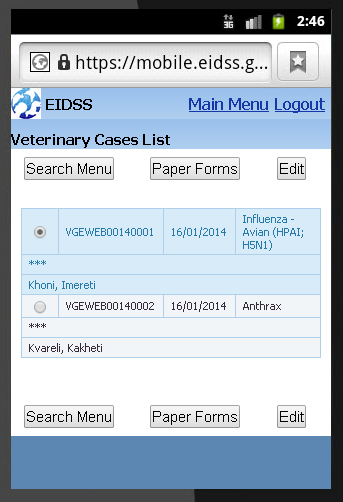 3G 2:46
https://mobile.eidss.g...
EIDSS Main Menu Logout
Veterinary Cases List
Search Menu Paper Forms Edit
VGEWEB00140001 16/01/2014 Influenza -
Avian (HPAI;
H5N1)
***
Khoni, Imereti
VGEWEB00140002 16/01/2014 Anthrax
***
Kvareli, Kakheti
Search Menu Paper Forms Edit